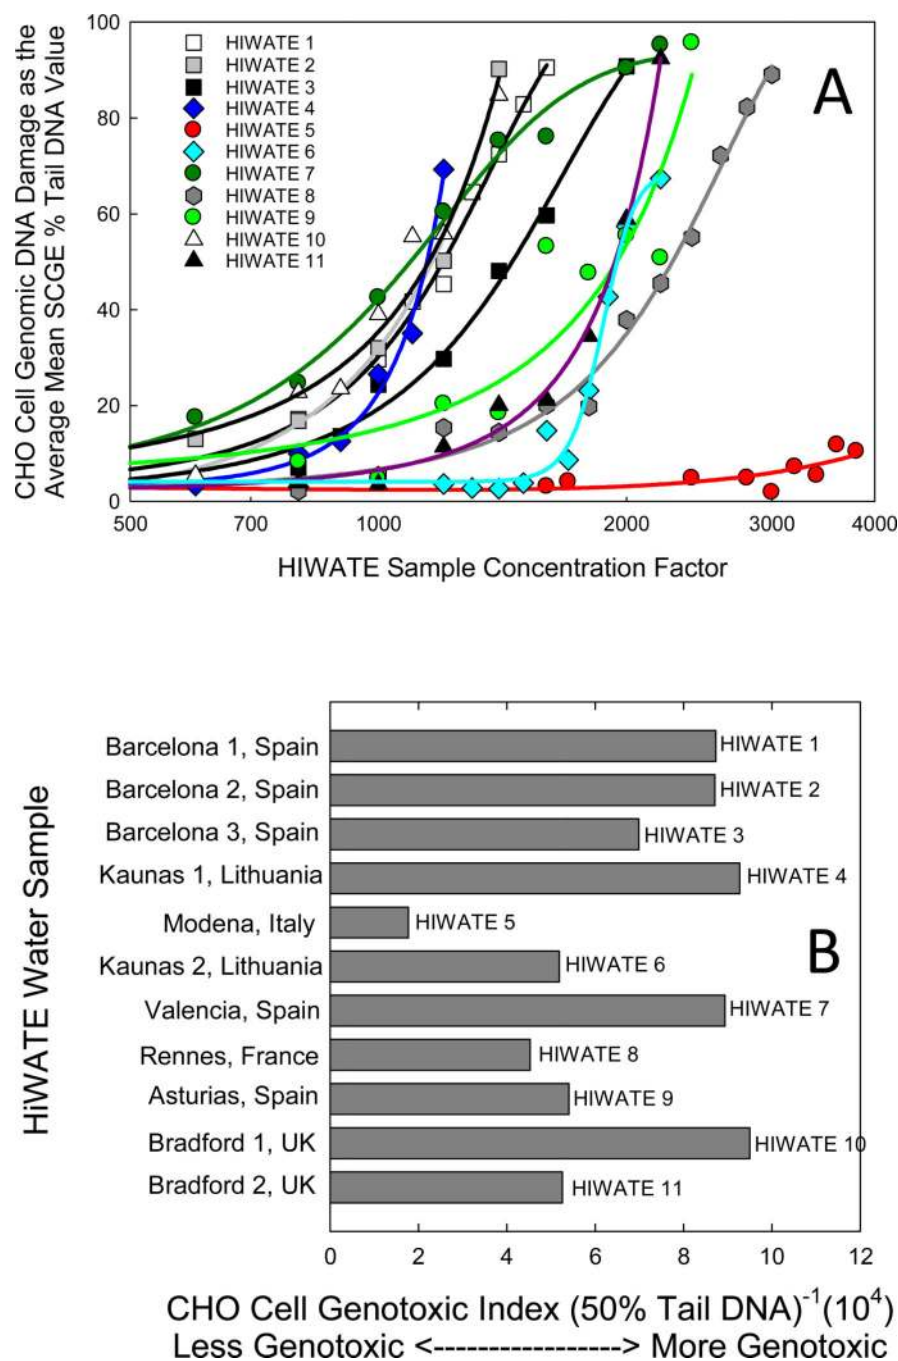 CHO Cell Genomic DNA Damage as the
Average Mean SCGE % Tail DNA Value
100
80
60
40
20
0
HIWATE 1
HIWATE 2
HIWATE 3
HIWATE 4
HIWATE 5
HIWATE 6
HIWATE 7
HIWATE 8
HIWATE 9
HIWATE 10
HIWATE 11
A
500 700 1000 2000 3000 4000
HIWATE Sample Concentration Factor
HiWATE Water Sample
Barcelona 1, Spain HIWATE 1
Barcelona 2, Spain HIWATE 2
Barcelona 3, Spain HIWATE 3
Kaunas 1, Lithuania HIWATE 4
Modena, Italy HIWATE 5
Kaunas 2, Lithuania HIWATE 6
B
Valencia, Spain HIWATE 7
Rennes, France HIWATE 8
Asturias, Spain HIWATE 9
Bradford 1, UK HIWATE 10
Bradford 2, UK HIWATE 11
0 2 4 6 8 10 12
CHO Cell Genotoxic Index (50% Tail DNA)⁻¹(10⁴)
Less Genotoxic <-----------------> More Genotoxic